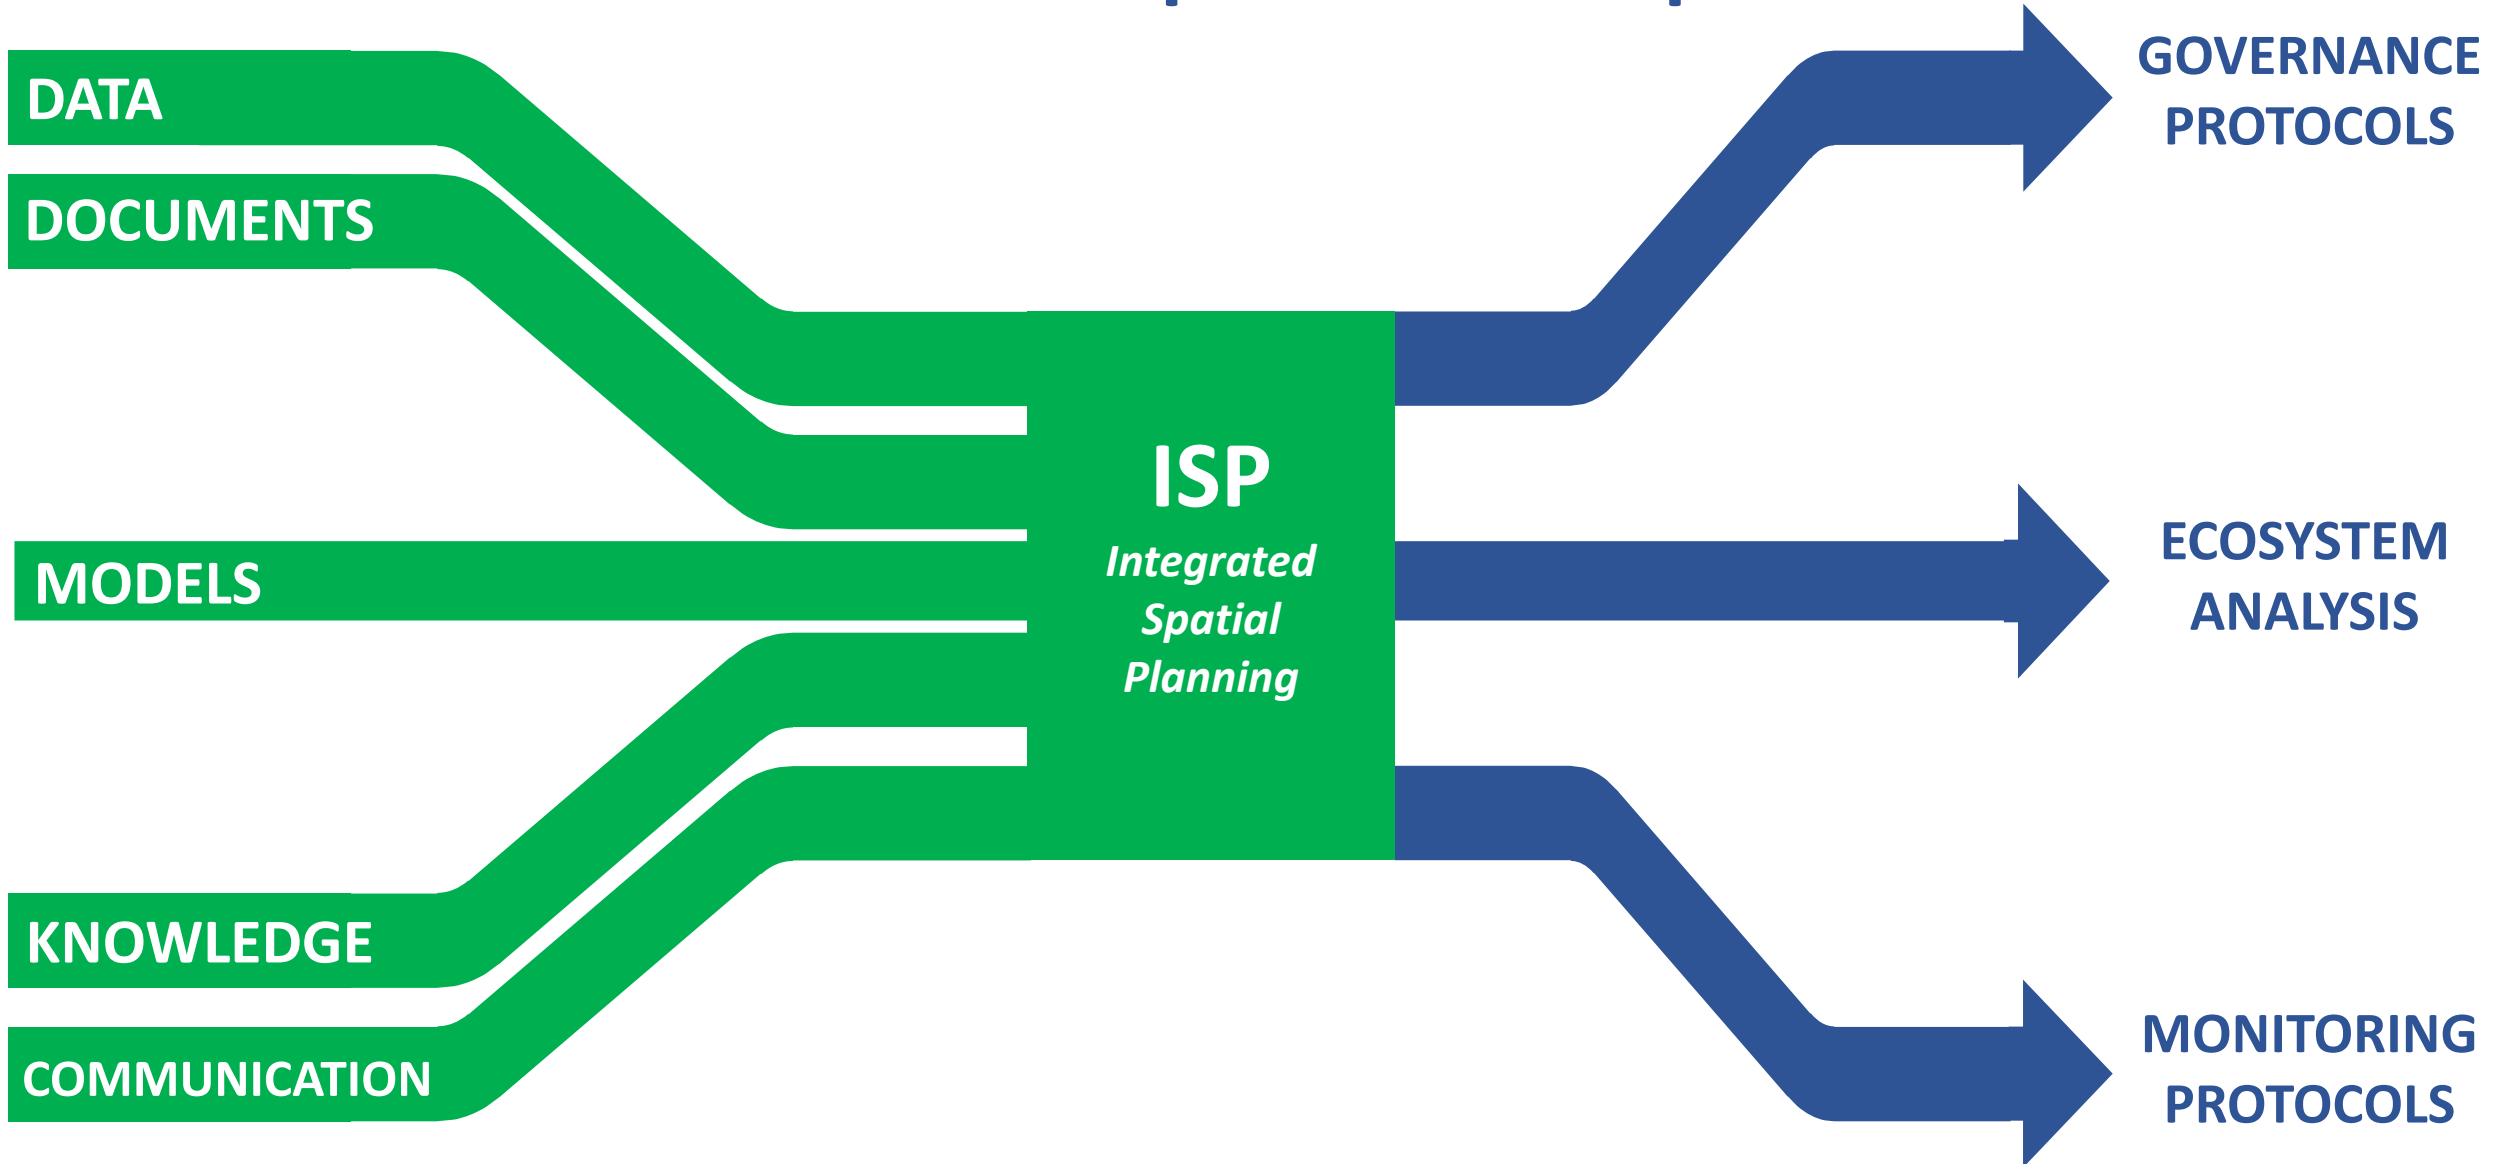 DATA
DOCUMENTS
MODELS
KNOWLEDGE
COMMUNICATION
ISP
Integrated
Spatial
Planning
GOVERNANCE
PROTOCOLS
ECOSYSTEM
ANALYSIS
MONITORING
PROTOCOLS